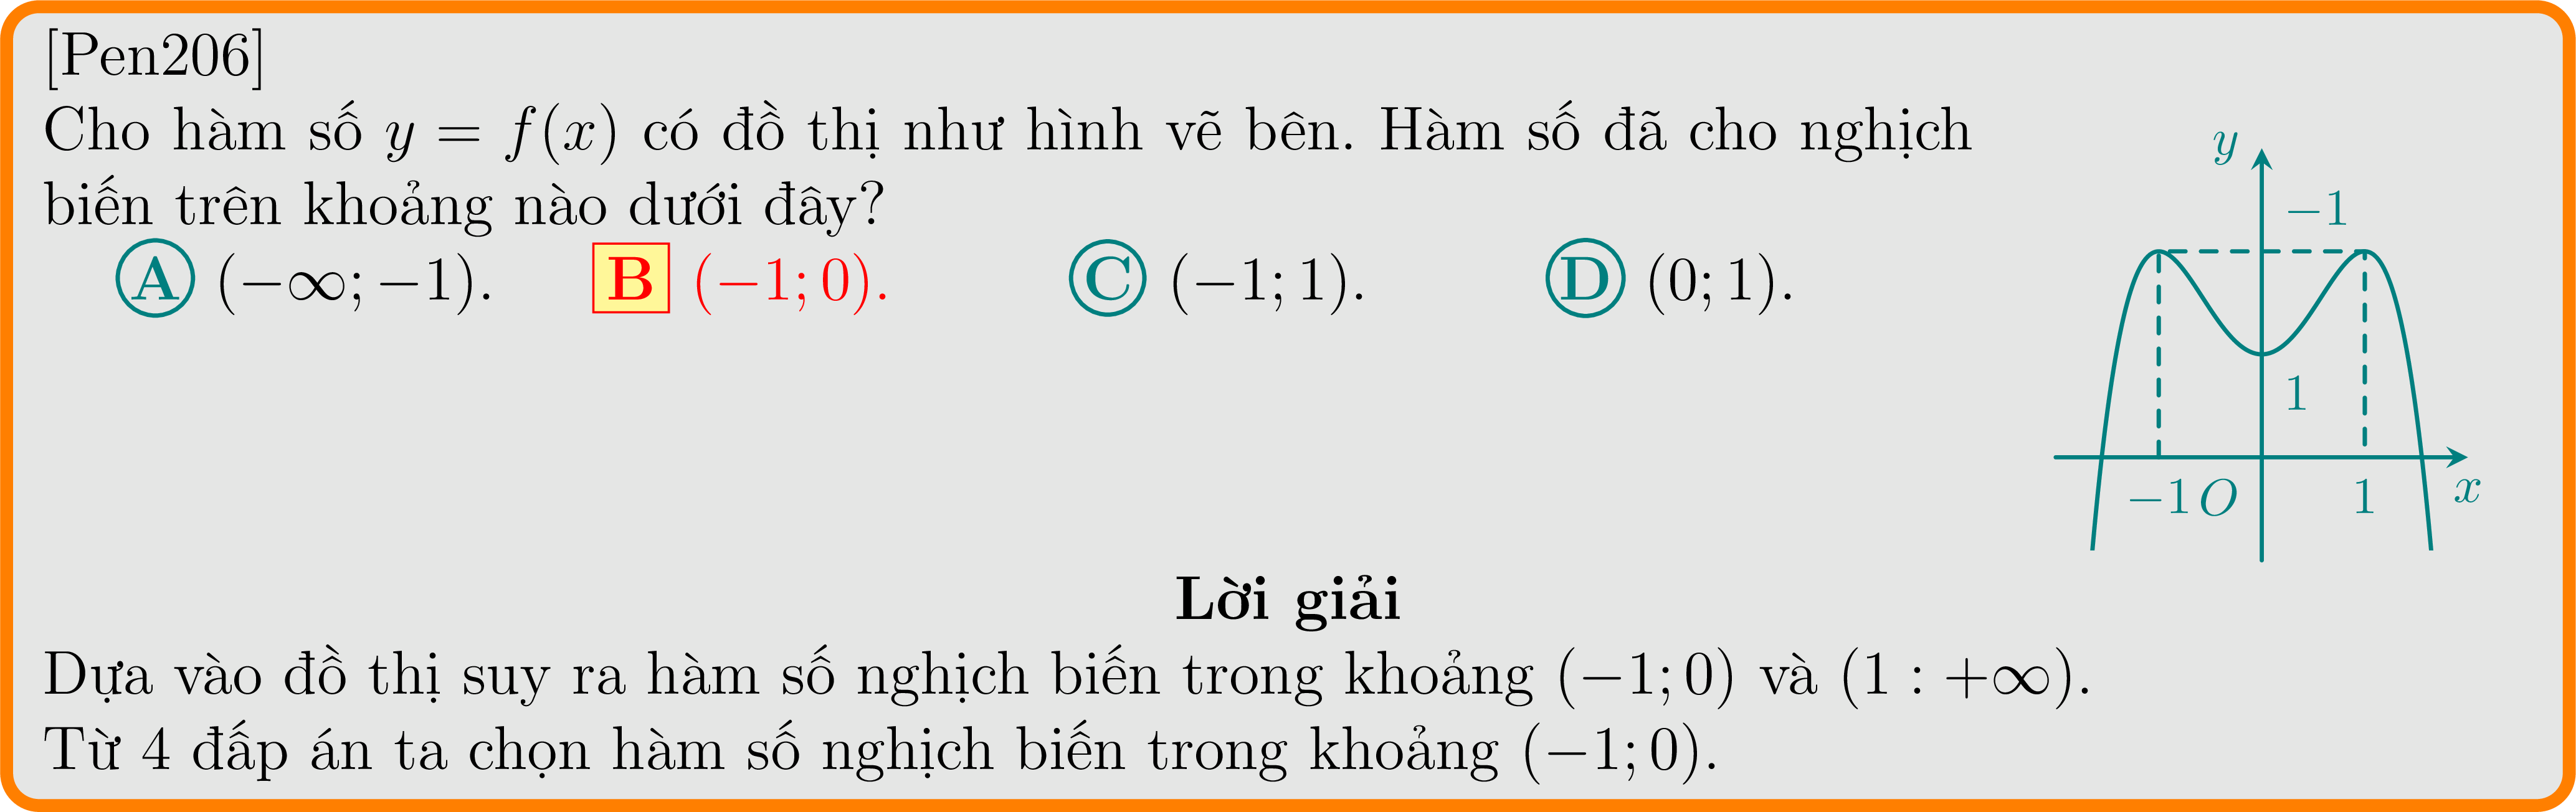 [Pen206]
Cho hàm số y = f(x) có đồ thị như hình vẽ bên. Hàm số đã cho nghịch
biến trên khoảng nào dưới đây?
A (−∞; −1). B (−1; 0). C (−1; 1). D (0; 1).
y
−1
1
−1 O 1 x
Lời giải
Dựa vào đồ thị suy ra hàm số nghịch biến trong khoảng (−1; 0) và (1 : +∞).
Từ 4 đấp án ta chọn hàm số nghịch biến trong khoảng (−1; 0).